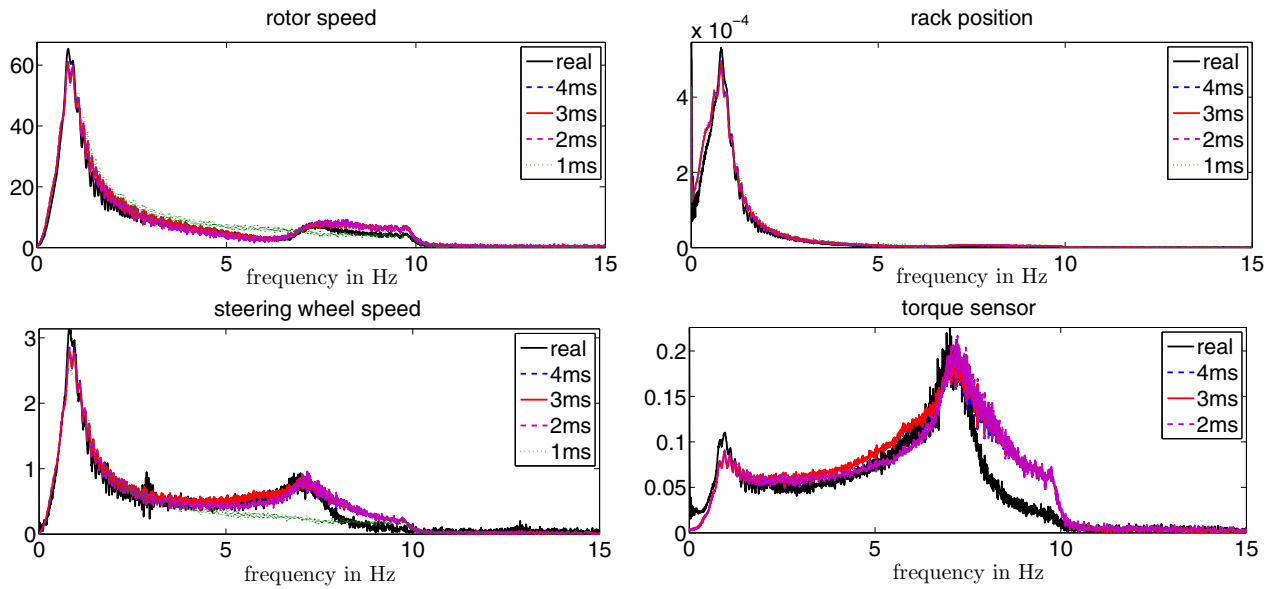 rotor speed
60
40
20
0
0 5 10 15
frequency in Hz
real
4ms
3ms
2ms
1ms
rack position
x 10⁻⁴
4
2
0
0 5 10 15
frequency in Hz
real
4ms
3ms
2ms
1ms
steering wheel speed
3
2
1
0
0 5 10 15
frequency in Hz
real
4ms
3ms
2ms
1ms
torque sensor
0.2
0.15
0.1
0.05
0
0 5 10 15
frequency in Hz
real
4ms
3ms
2ms